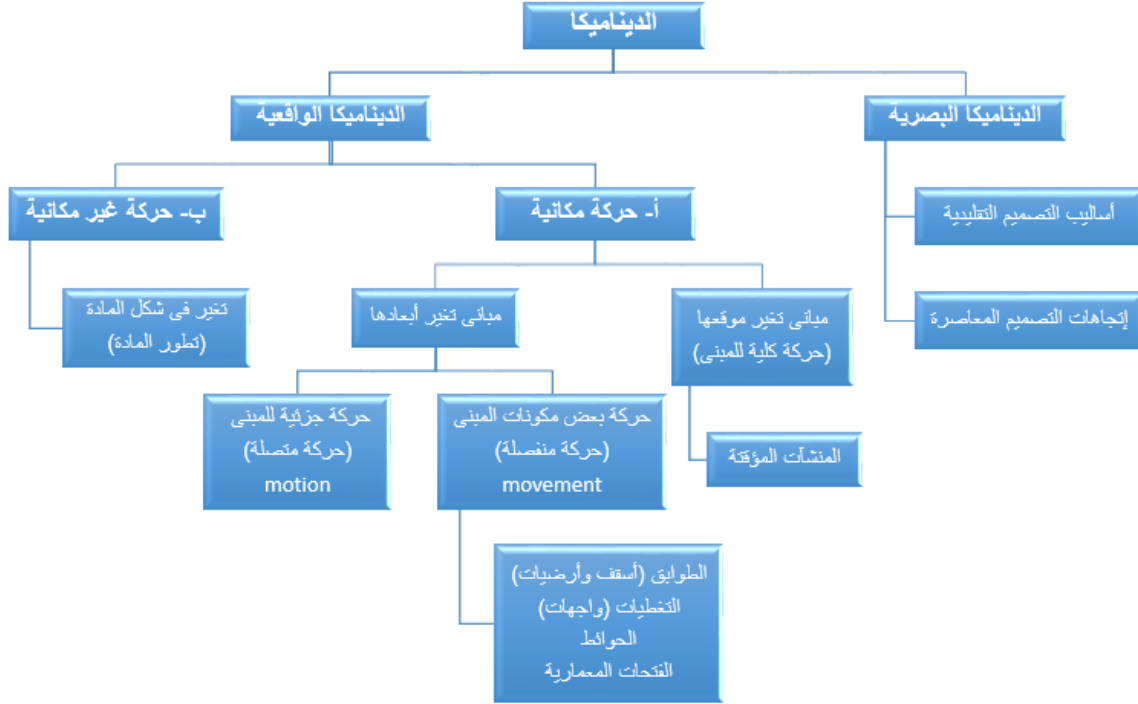 الديناميكا
الديناميكا البصرية
أساليب التصميم التقليدية
إتجاهات التصميم المعاصرة
الديناميكا الواقعية
أ- حركة مكانية
مبانى تغير موقعها
(حركة كلية للمبنى)
المنشآت المؤقتة
مبانى تغير أبعادها
حركة بعض مكونات المبنى
(حركة منفصلة)
movement
الطوابق (أسقف وأرضيات)
التغطيات (واجهات)
الحوائط
الفتحات المعمارية
حركة جزئية للمبنى
(حركة متصلة)
motion
ب- حركة غير مكانية
تغير فى شكل المادة
(تطور المادة)